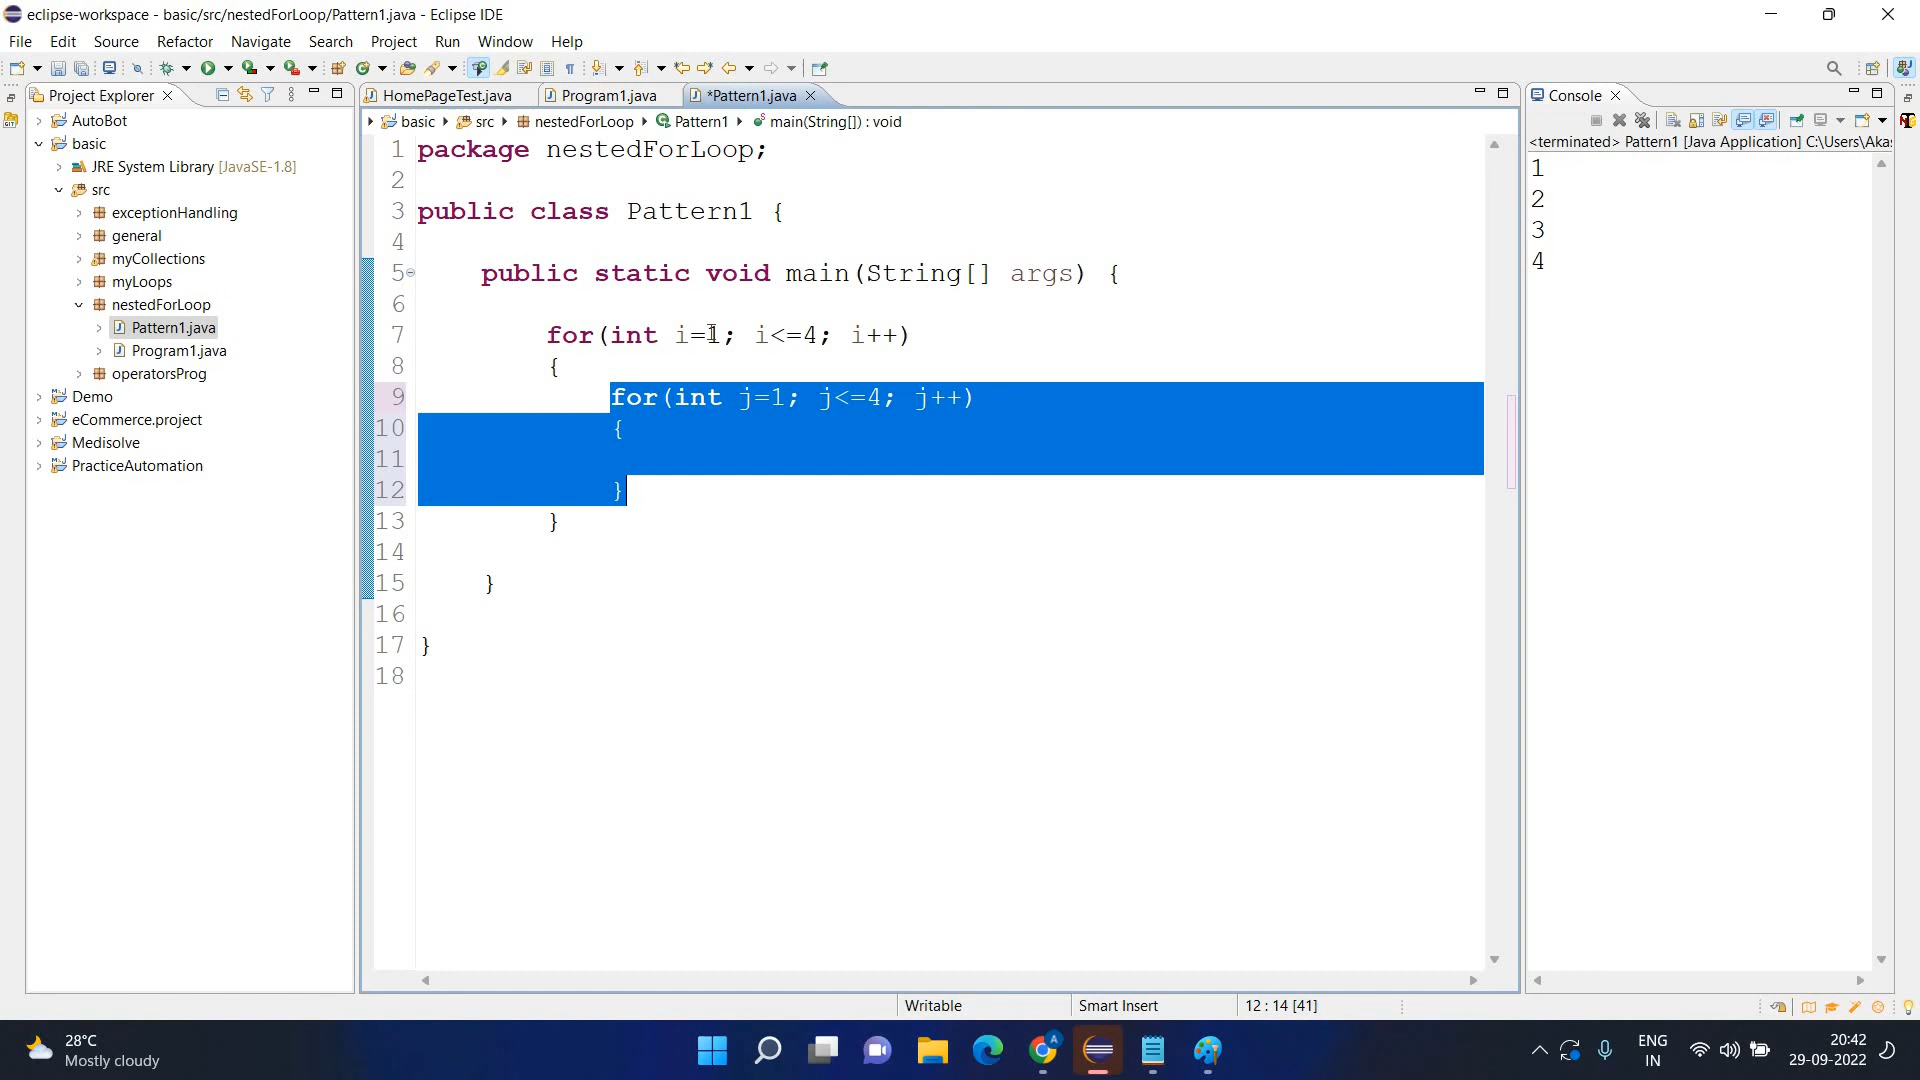 eclipse-workspace - basic/src/nestedForLoop/Pattern1.java - Eclipse IDE
File Edit Source Refactor Navigate Search Project Run Window Help
Project Explorer
HomePageTest.java
Program1.java
*Pattern1.java
Console
AutoBot
basic
JRE System Library [JavaSE-1.8]
src
exceptionHandling
general
myCollections
myLoops
nestedForLoop
Pattern1.java
Program1.java
operatorsProg
Demo
eCommerce.project
Medisolve
PracticeAutomation
basic src nestedForLoop Pattern1 main(String[]) : void
1 package nestedForLoop;
2
3 public class Pattern1 {
4
5 public static void main(String[] args) {
6
7 for(int i=1; i<=4; i++)
8 {
9 for(int j=1; j<=4; j++)
10 {
11
12 }
13 }
14
15 }
16
17 }
18
<terminated> Pattern1 [Java Application] C:\Users\Aka
1
2
3
4
Writable
Smart Insert
12 : 14 [41]
28°C
Mostly cloudy
ENG
IN
20:42
29-09-2022